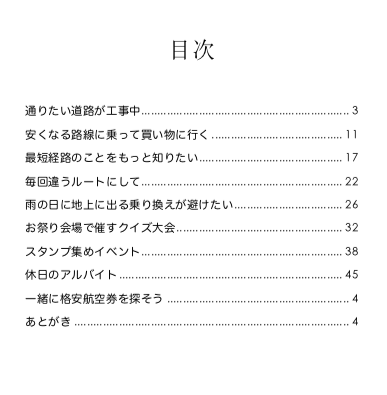 目次
通りたい道路が工事中 3
安くなる路線に乗って買い物に行く 11
最短経路のことをもっと知りたい 17
毎回違うルートにして 22
雨の日に地上に出る乗り換えが避けたい 26
お祭り会場で催すクイズ大会 32
スタンプ集めイベント 38
休日のアルバイト 45
一緒に格安航空券を探そう 4
あとがき 4